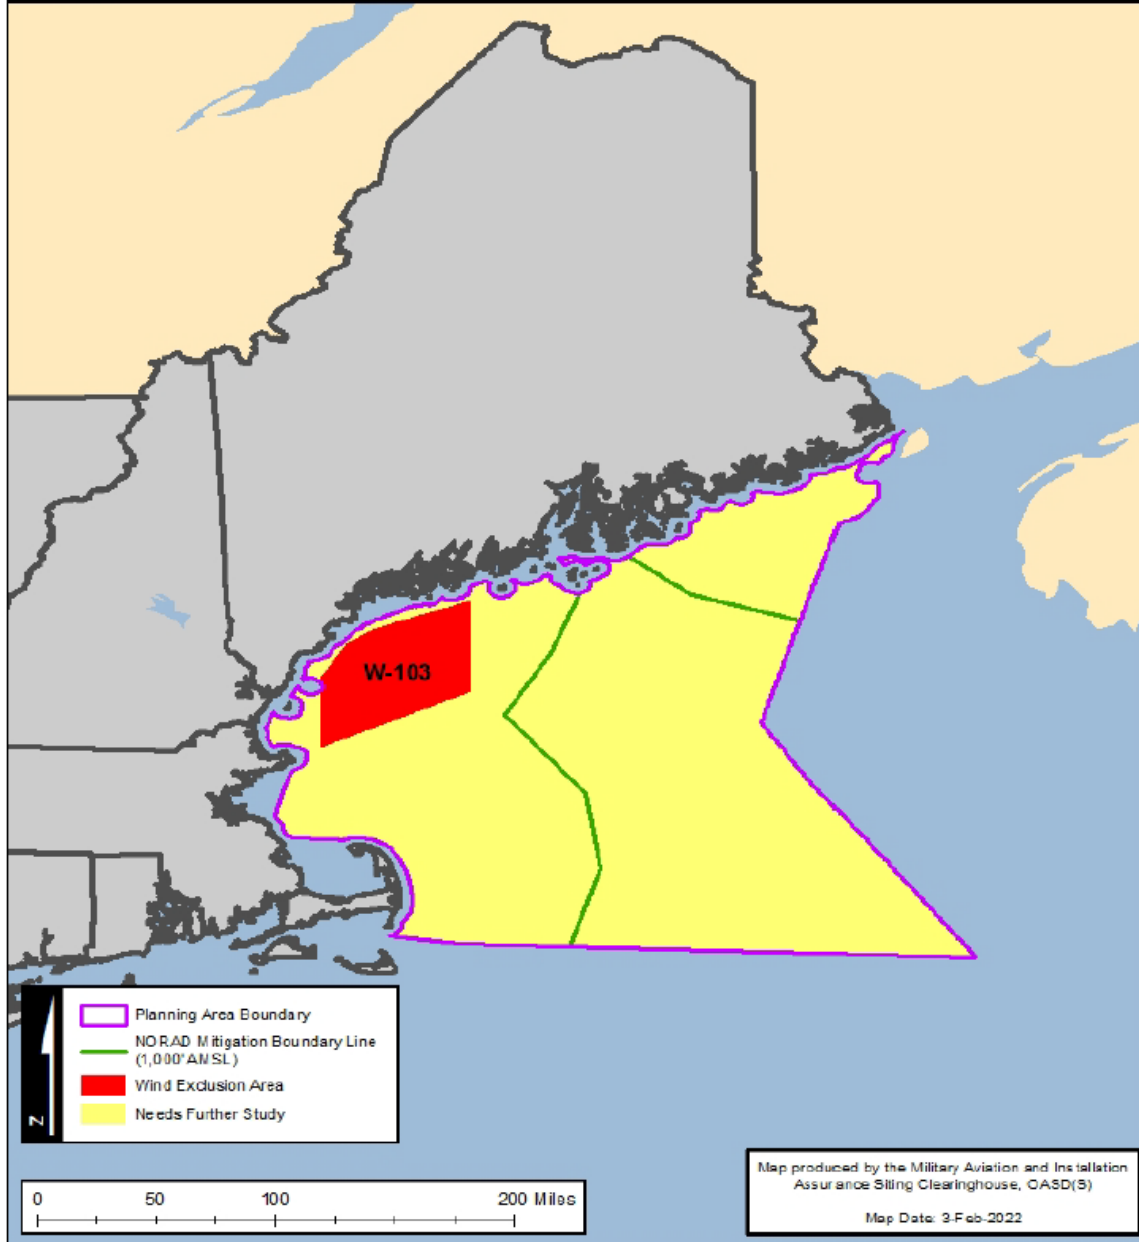 W-103
Planning Area Boundary
NORAD Mitigation Boundary Line
(1,000' AMSL)
Wind Exclusion Area
Needs Further Study
N
0 50 100 200 Miles
Map produced by the Military Aviation and Installation
Assurance Siting Clearinghouse, OASD(S)
Map Date: 3-Feb-2022